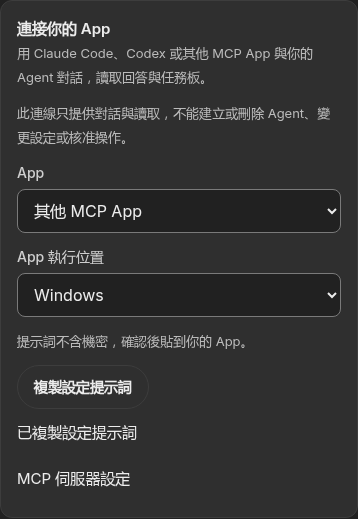 連接你的 App
用 Claude Code、Codex 或其他 MCP App 與你的
Agent 對話，讀取回答與任務板。
此連線只提供對話與讀取，不能建立或刪除 Agent、變
更設定或核准操作。
App
其他 MCP App
App 執行位置
Windows
提示詞不含機密，確認後貼到你的 App。
複製設定提示詞
已複製設定提示詞
MCP 伺服器設定